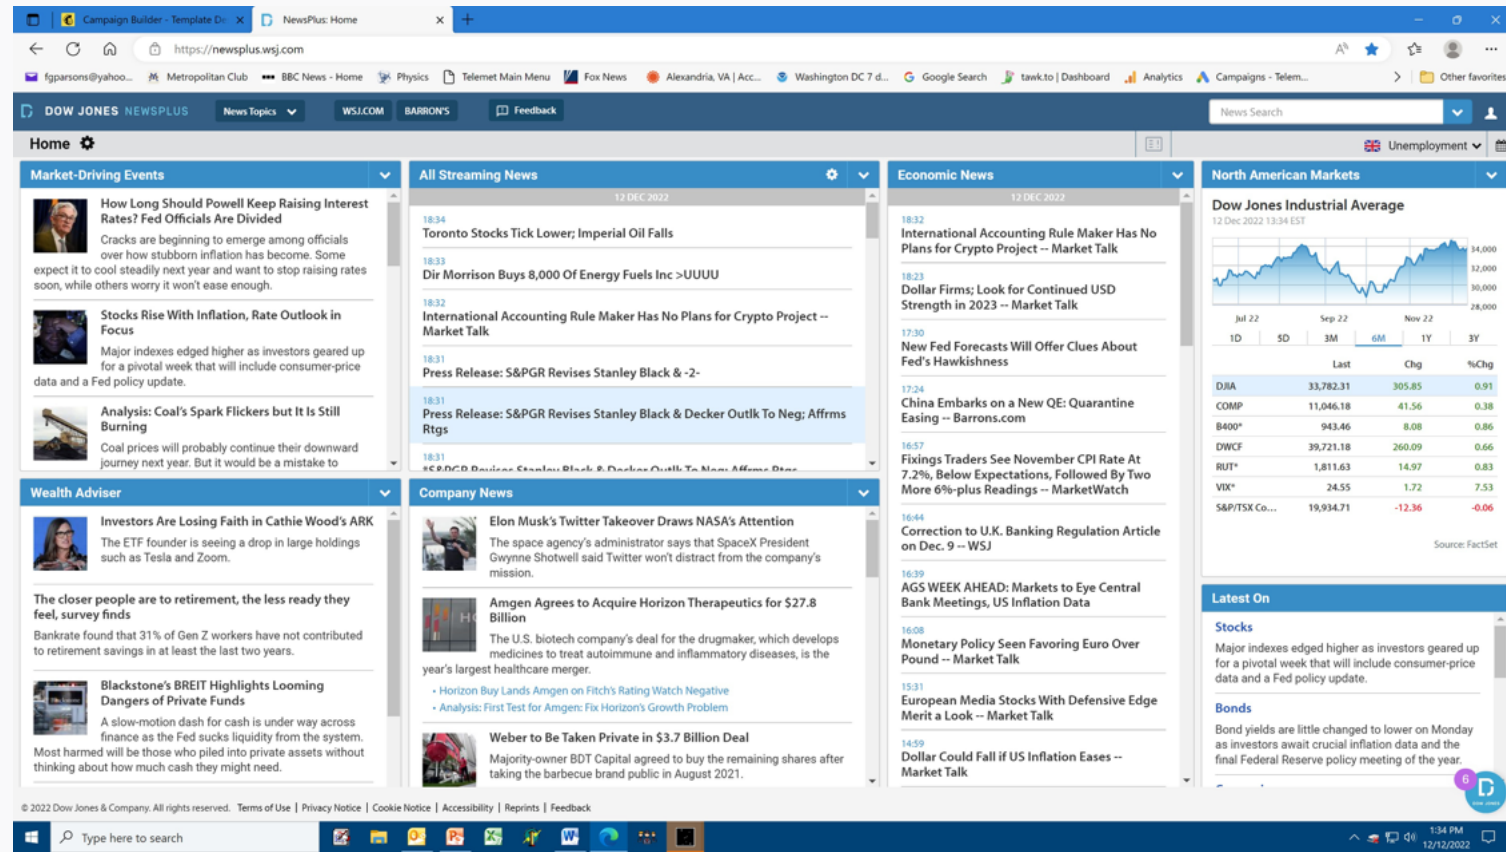 Campaign Builder - Template De
NewsPlus: Home
https://newsplus.wsj.com
fgparsons@yahoo...
Metropolitan Club
BBC News - Home
Physics
Telemet Main Menu
Fox News
Alexandria, VA | Acc...
Washington DC 7 d...
Google Search
tawk.to | Dashboard
Analytics
Campaigns - Telem...
Other favorites
DOW JONES NEWSPLUS
News Topics
WSJ.COM
BARRON'S
Feedback
News Search
Home
Unemployment
Market-Driving Events
How Long Should Powell Keep Raising Interest
Rates? Fed Officials Are Divided
Cracks are beginning to emerge among officials
over how stubborn inflation has become. Some
expect it to cool steadily next year and want to stop raising rates
soon, while others worry it won't ease enough.
Stocks Rise With Inflation, Rate Outlook in
Focus
Major indexes edged higher as investors geared up
for a pivotal week that will include consumer-price
data and a Fed policy update.
Analysis: Coal's Spark Flickers but It Is Still
Burning
Coal prices will probably continue their downward
journey next year. But it would be a mistake to
Wealth Adviser
Investors Are Losing Faith in Cathie Wood's ARK
The ETF founder is seeing a drop in large holdings
such as Tesla and Zoom.
The closer people are to retirement, the less ready they
feel, survey finds
Bankrate found that 31% of Gen Z workers have not contributed
to retirement savings in at least the last two years.
Blackstone's BREIT Highlights Looming
Dangers of Private Funds
A slow-motion dash for cash is under way across
finance as the Fed sucks liquidity from the system.
Most harmed will be those who piled into private assets without
thinking about how much cash they might need.
All Streaming News
12 DEC 2022
18:34
Toronto Stocks Tick Lower; Imperial Oil Falls
18:33
Dir Morrison Buys 8,000 Of Energy Fuels Inc >UUUU
18:32
International Accounting Rule Maker Has No Plans for Crypto Project --
Market Talk
18:31
Press Release: S&PGR Revises Stanley Black & -2-
18:31
Press Release: S&PGR Revises Stanley Black & Decker Outlk To Neg; Affrms
Rtgs
18:31
*S&PGR Revises Stanley Black & Decker Outlk To Neg; Affrms Rtgs
Company News
Elon Musk's Twitter Takeover Draws NASA's Attention
The space agency's administrator says that SpaceX President
Gwynne Shotwell said Twitter won't distract from the company's
mission.
Amgen Agrees to Acquire Horizon Therapeutics for $27.8
Billion
The U.S. biotech company's deal for the drugmaker, which develops
medicines to treat autoimmune and inflammatory diseases, is the
year's largest healthcare merger.
• Horizon Buy Lands Amgen on Fitch's Rating Watch Negative
• Analysis: First Test for Amgen: Fix Horizon's Growth Problem
Weber to Be Taken Private in $3.7 Billion Deal
Majority-owner BDT Capital agreed to buy the remaining shares after
taking the barbecue brand public in August 2021.
Economic News
12 DEC 2022
18:32
International Accounting Rule Maker Has No
Plans for Crypto Project -- Market Talk
18:23
Dollar Firms; Look for Continued USD
Strength in 2023 -- Market Talk
17:30
New Fed Forecasts Will Offer Clues About
Fed's Hawkishness
17:24
China Embarks on a New QE: Quarantine
Easing -- Barrons.com
16:57
Fixings Traders See November CPI Rate At
7.2%, Below Expectations, Followed By Two
More 6%-plus Readings -- MarketWatch
16:44
Correction to U.K. Banking Regulation Article
on Dec. 9 -- WSJ
16:39
AGS WEEK AHEAD: Markets to Eye Central
Bank Meetings, US Inflation Data
16:08
Monetary Policy Seen Favoring Euro Over
Pound -- Market Talk
15:31
European Media Stocks With Defensive Edge
Merit a Look -- Market Talk
14:59
Dollar Could Fall if US Inflation Eases --
Market Talk
North American Markets
Dow Jones Industrial Average
12 Dec 2022 13:34 EST
34,000
32,000
30,000
28,000
Jul 22 Sep 22 Nov 22
1D 5D 3M 6M 1Y 3Y
Last Chg %Chg
DJIA 33,782.31 305.85 0.91
COMP 11,046.18 41.56 0.38
B400* 943.46 8.08 0.86
DWCF 39,721.18 260.09 0.66
RUT* 1,811.63 14.97 0.83
VIX* 24.55 1.72 7.53
S&P/TSX Co... 19,934.71 -12.36 -0.06
Source: FactSet
Latest On
Stocks
Major indexes edged higher as investors geared up
for a pivotal week that will include consumer-price
data and a Fed policy update.
Bonds
Bond yields are little changed to lower on Monday
as investors await crucial inflation data and the
final Federal Reserve policy meeting of the year.
6
DOW JONES
© 2022 Dow Jones & Company. All rights reserved. Terms of Use | Privacy Notice | Cookie Notice | Accessibility | Reprints | Feedback
Type here to search
1:34 PM
12/12/2022